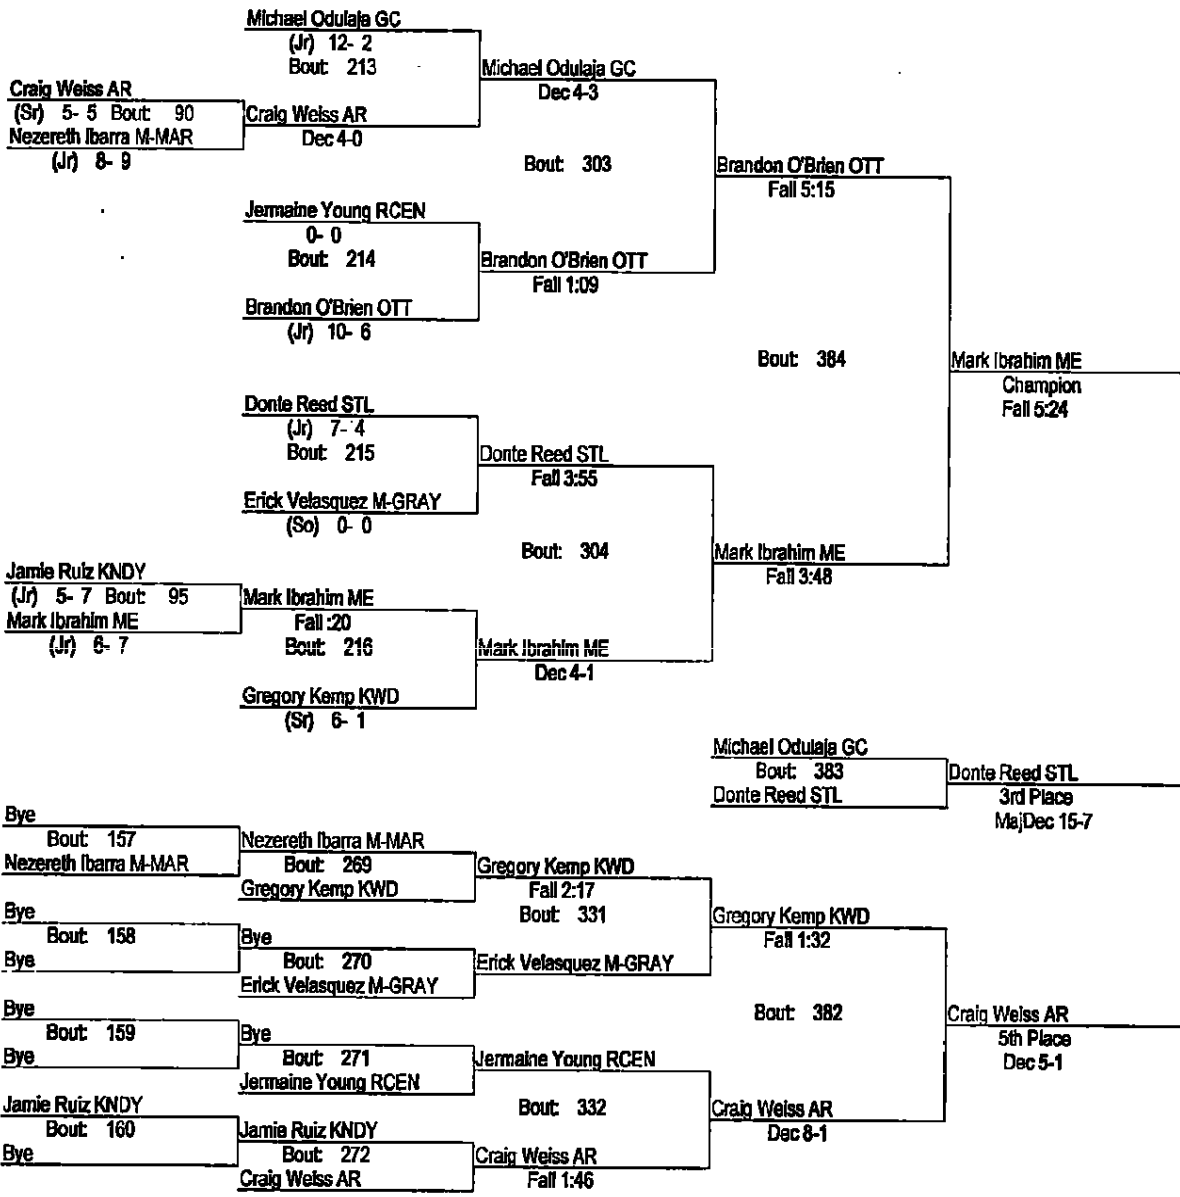 Michael Odulaja GC
(Jr) 12- 2
Bout: 213
Michael Odulaja GC
Dec 4-3
Craig Weiss AR
(Sr) 5- 5 Bout: 90
Craig Weiss AR
Dec 4-0
Nezereth Ibarra M-MAR
(Jr) 8- 9
Bout: 303
Brandon O'Brien OTT
Fall 5:15
Jermaine Young RCEN
0- 0
Bout: 214
Brandon O'Brien OTT
Fall 1:09
Brandon O'Brien OTT
(Jr) 10- 6
Bout: 384
Mark Ibrahim ME
Champion
Fall 5:24
Donte Reed STL
(Jr) 7- 4
Bout: 215
Donte Reed STL
Fall 3:55
Erick Velasquez M-GRAY
(So) 0- 0
Bout: 304
Mark Ibrahim ME
Fall 3:48
Jamie Ruiz KNDY
(Jr) 5- 7 Bout: 95
Mark Ibrahim ME
Fall :20
Mark Ibrahim ME
(Jr) 6- 7
Bout: 216
Mark Ibrahim ME
Dec 4-1
Gregory Kemp KWD
(Sr) 6- 1
Michael Odulaja GC
Bout: 383
Donte Reed STL
Donte Reed STL
3rd Place
MajDec 15-7
Bye
Bout: 157
Nezereth Ibarra M-MAR
Nezereth Ibarra M-MAR
Bout: 269
Gregory Kemp KWD
Gregory Kemp KWD
Fall 2:17
Bout: 331
Gregory Kemp KWD
Fall 1:32
Bye
Bout: 158
Bye
Bye
Bout: 270
Erick Velasquez M-GRAY
Erick Velasquez M-GRAY
Bout: 382
Craig Weiss AR
5th Place
Dec 5-1
Bye
Bout: 159
Bye
Bye
Bout: 271
Jermaine Young RCEN
Jermaine Young RCEN
Bout: 332
Craig Weiss AR
Dec 8-1
Jamie Ruiz KNDY
Bout: 160
Bye
Jamie Ruiz KNDY
Bout: 272
Craig Weiss AR
Craig Weiss AR
Fall 1:46